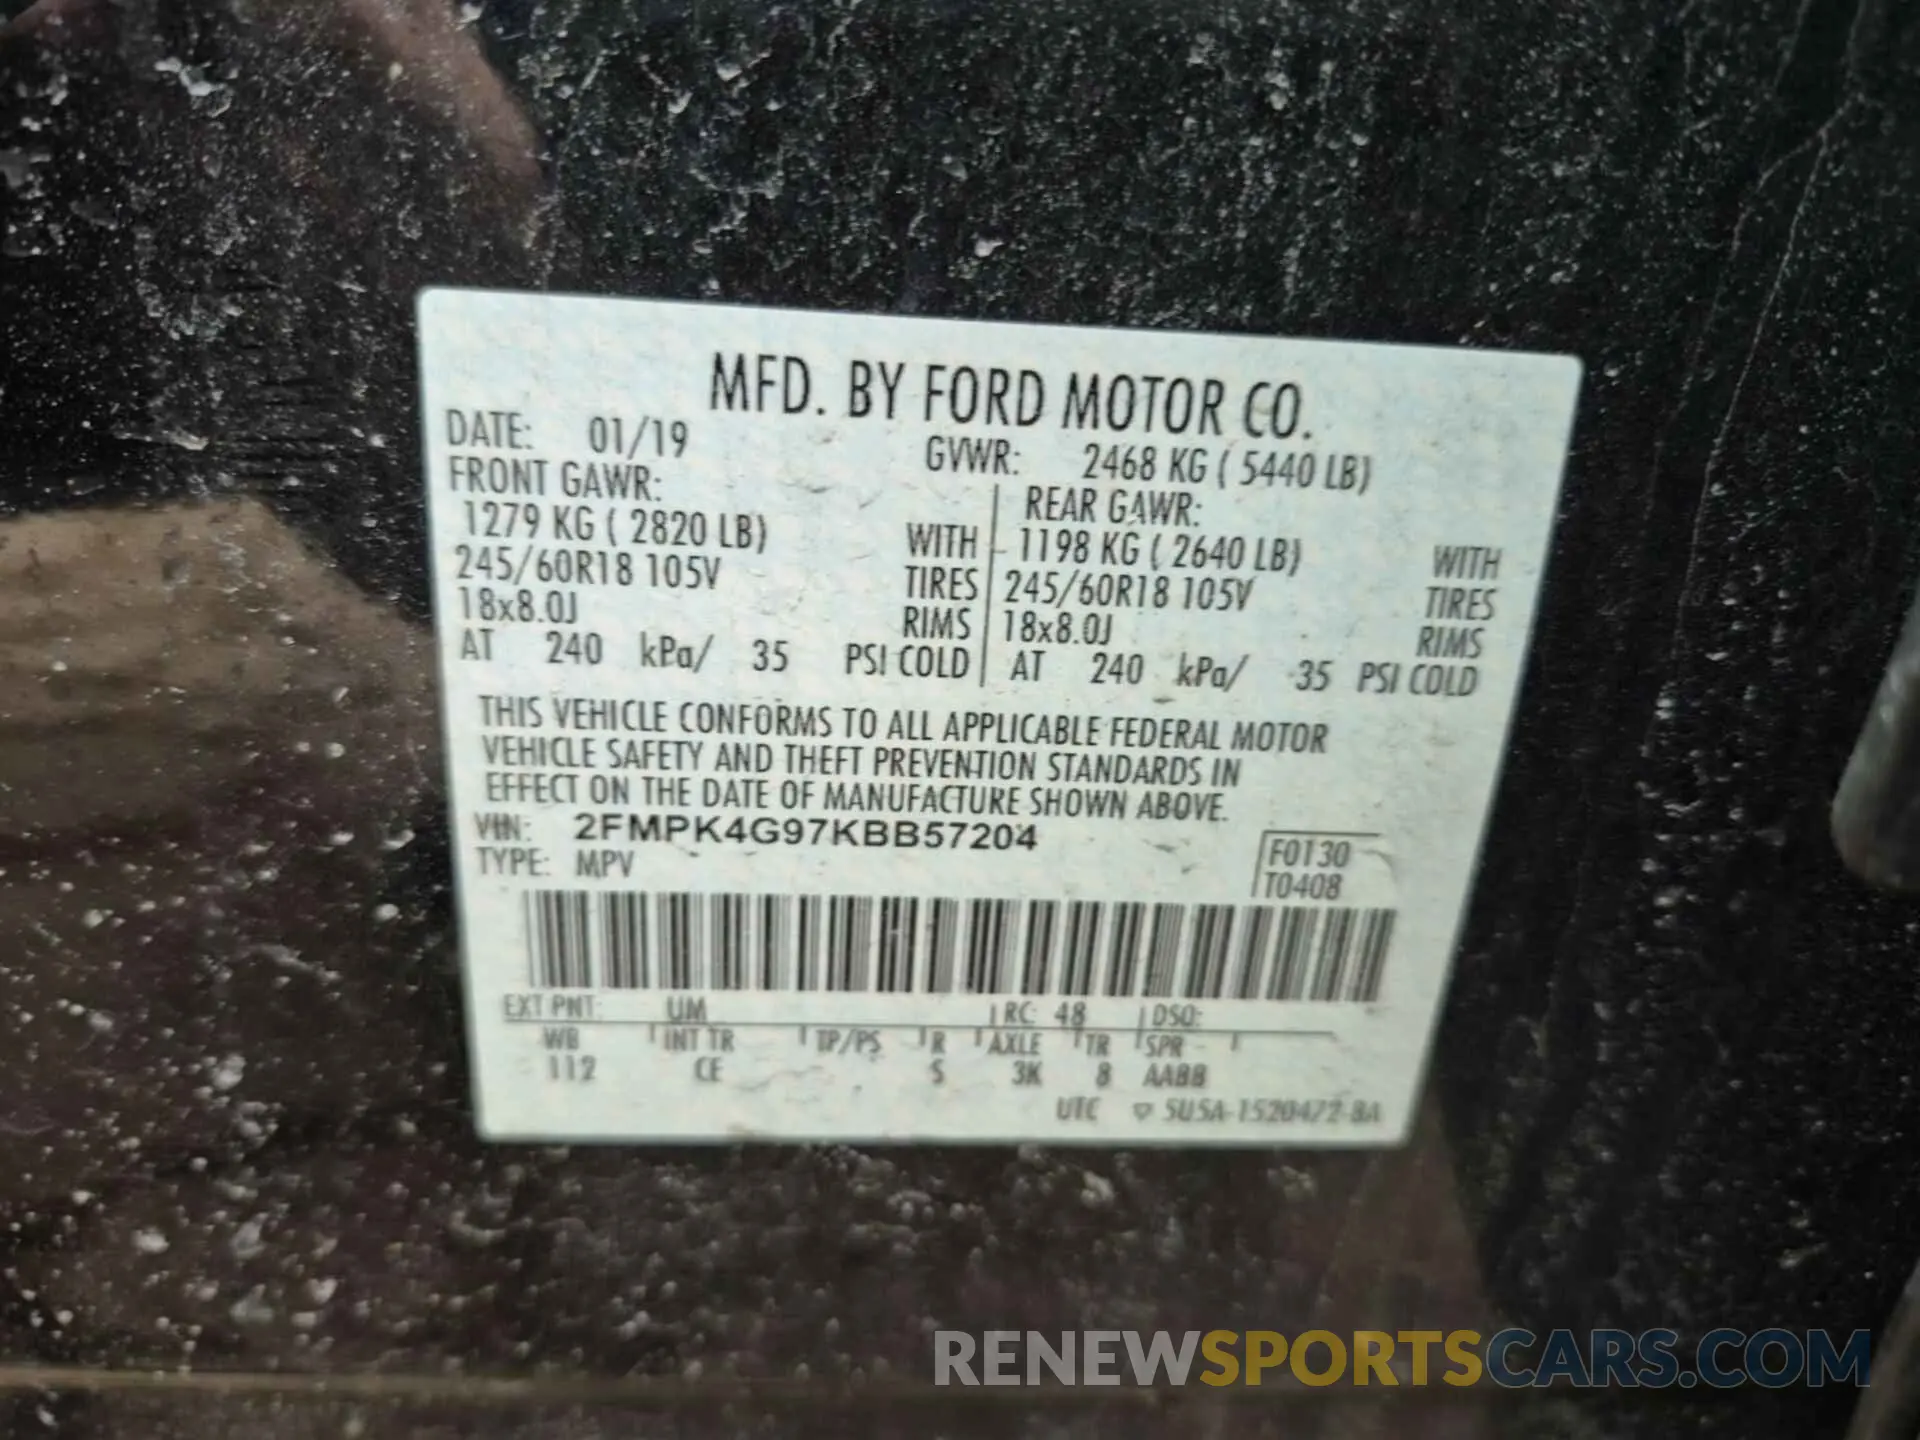 MFD. BY FORD MOTOR CO.
DATE: 01/19 GVWR: 2468 KG ( 5440 LB)
FRONT GAWR: REAR GAWR:
1279 KG ( 2820 LB) WITH 1198 KG ( 2640 LB) WITH
245/60R18 105V TIRES 245/60R18 105V TIRES
18x8.0J RIMS 18x8.0J RIMS
AT 240 kPa/ 35 PSI COLD AT 240 kPa/ 35 PSI COLD
THIS VEHICLE CONFORMS TO ALL APPLICABLE FEDERAL MOTOR
VEHICLE SAFETY AND THEFT PREVENTION STANDARDS IN
EFFECT ON THE DATE OF MANUFACTURE SHOWN ABOVE.
VIN: 2FMPK4G97KBB57204
TYPE: MPV
F0130
T0408
EXT PNT: UM RC: 48 DSO:
WB INT TR TP/PS R AXLE TR SPR
112 CE S 3K 8 AABB
UTC 5U5A-1520472-BA
RENEWSPORTSCARS.COM